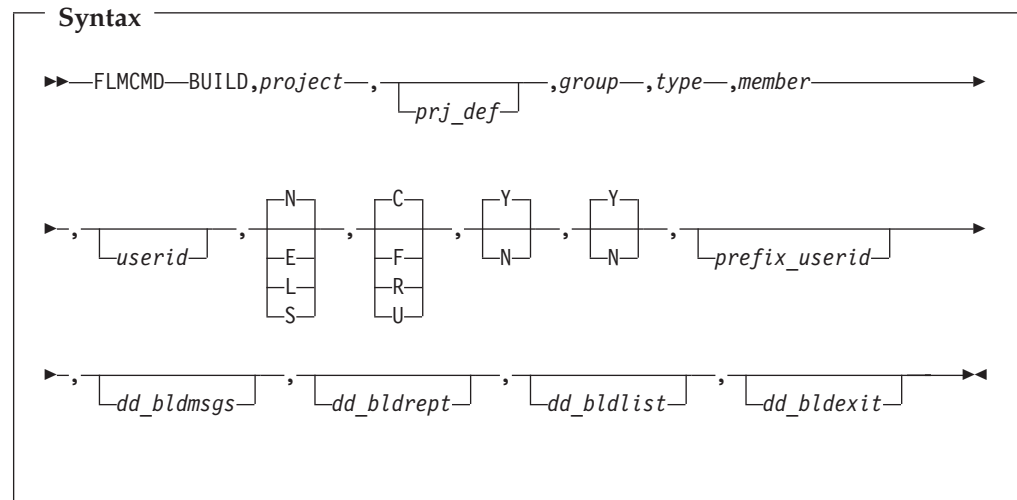 Syntax
FLMCMD BUILD,project , ,group ,type ,member
prj_def
, , N , C , Y , Y ,
userid E F N N prefix_userid
L R
S U
, , , ,
dd_bldmsgs dd_bldrept dd_bldlist dd_bldexit